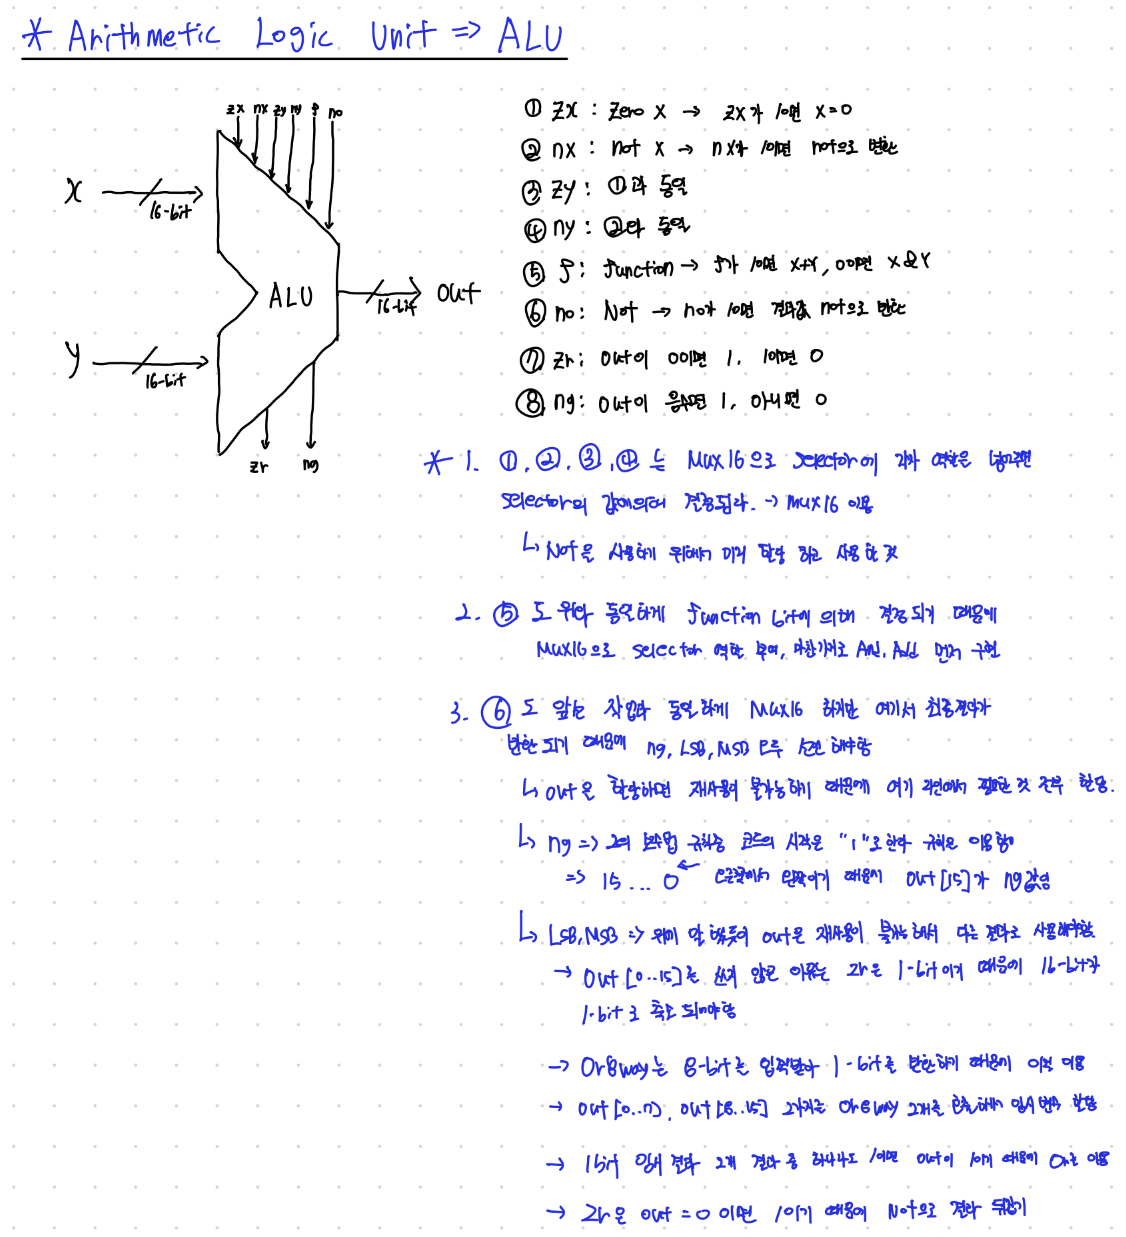 * Arithmetic Logic Unit => ALU
zx nx zy ny f no
x
16-bit
ALU
16-bit
out
y
16-bit
zr ng
① zx : Zero x → zx가 1이면 x=0
② nx : not x → nx가 1이면 not으로 변환
③ zy : ①과 동일
④ ny : ②와 동일
⑤ f : function → f가 1이면 x+y, 0이면 x&y
⑥ no : Not → no가 1이면 결과값 not으로 변환
⑦ zr : out이 0이면 1, 1이면 0
⑧ ng : out이 음수면 1, 아니면 0
* 1. ①, ②, ③, ④ 는 Mux16으로 selector에 각각 역할은 넣어주면
selector의 값에의해 결정된다. → Mux16 이용
↳ Not을 사용하기 위해서 미리 할당 하고 사용 한 것
2. ⑤ 도 위와 동일하게 function bit에 의해 결정 되기 때문에
Mux16으로 selector 역할 부여, 마찬가지로 And, Add 먼저 구현
3. ⑥ 도 앞선 작업과 동일하게 Mux16 하지만 여기서 최종결과가
반환 되기 때문에 ng, LSB, MSB 모두 해야함
↳ out은 할당하면 재사용이 불가능하기 때문에 여기 라인에서 필요한 것 전부 할당.
↳ ng => 2의 보수법 규칙중 코드의 시작은 "1"로 한다 규칙은 이용함
=> 15 ... 0 ← 오른쪽에서 왼쪽이기 때문에 out[15]가 ng값임
↳ LSB, MSB => 위에 말 했듯이 out은 재사용이 불가능 해서 다른 결과로 사용해야함
→ out[0..15]를 쓰지 않은 이유는 zr은 1-bit 이기 때문에 16-bit가
1-bit로 축소 되어야함
→ Or8way는 8-bit를 입력받아 1-bit를 반환하기 때문에 이것 이용
→ out[0..7], out[8..15] 2가지는 Or8way 2개를 호출해서 임시 변수 할당
→ 1bit 결과 2개 결과 중 하나라도 1이면 out이 1이기 때문에 Or을 이용
→ zr은 out = 0 이면 1이기 때문에 Not으로 결과 뒤집기